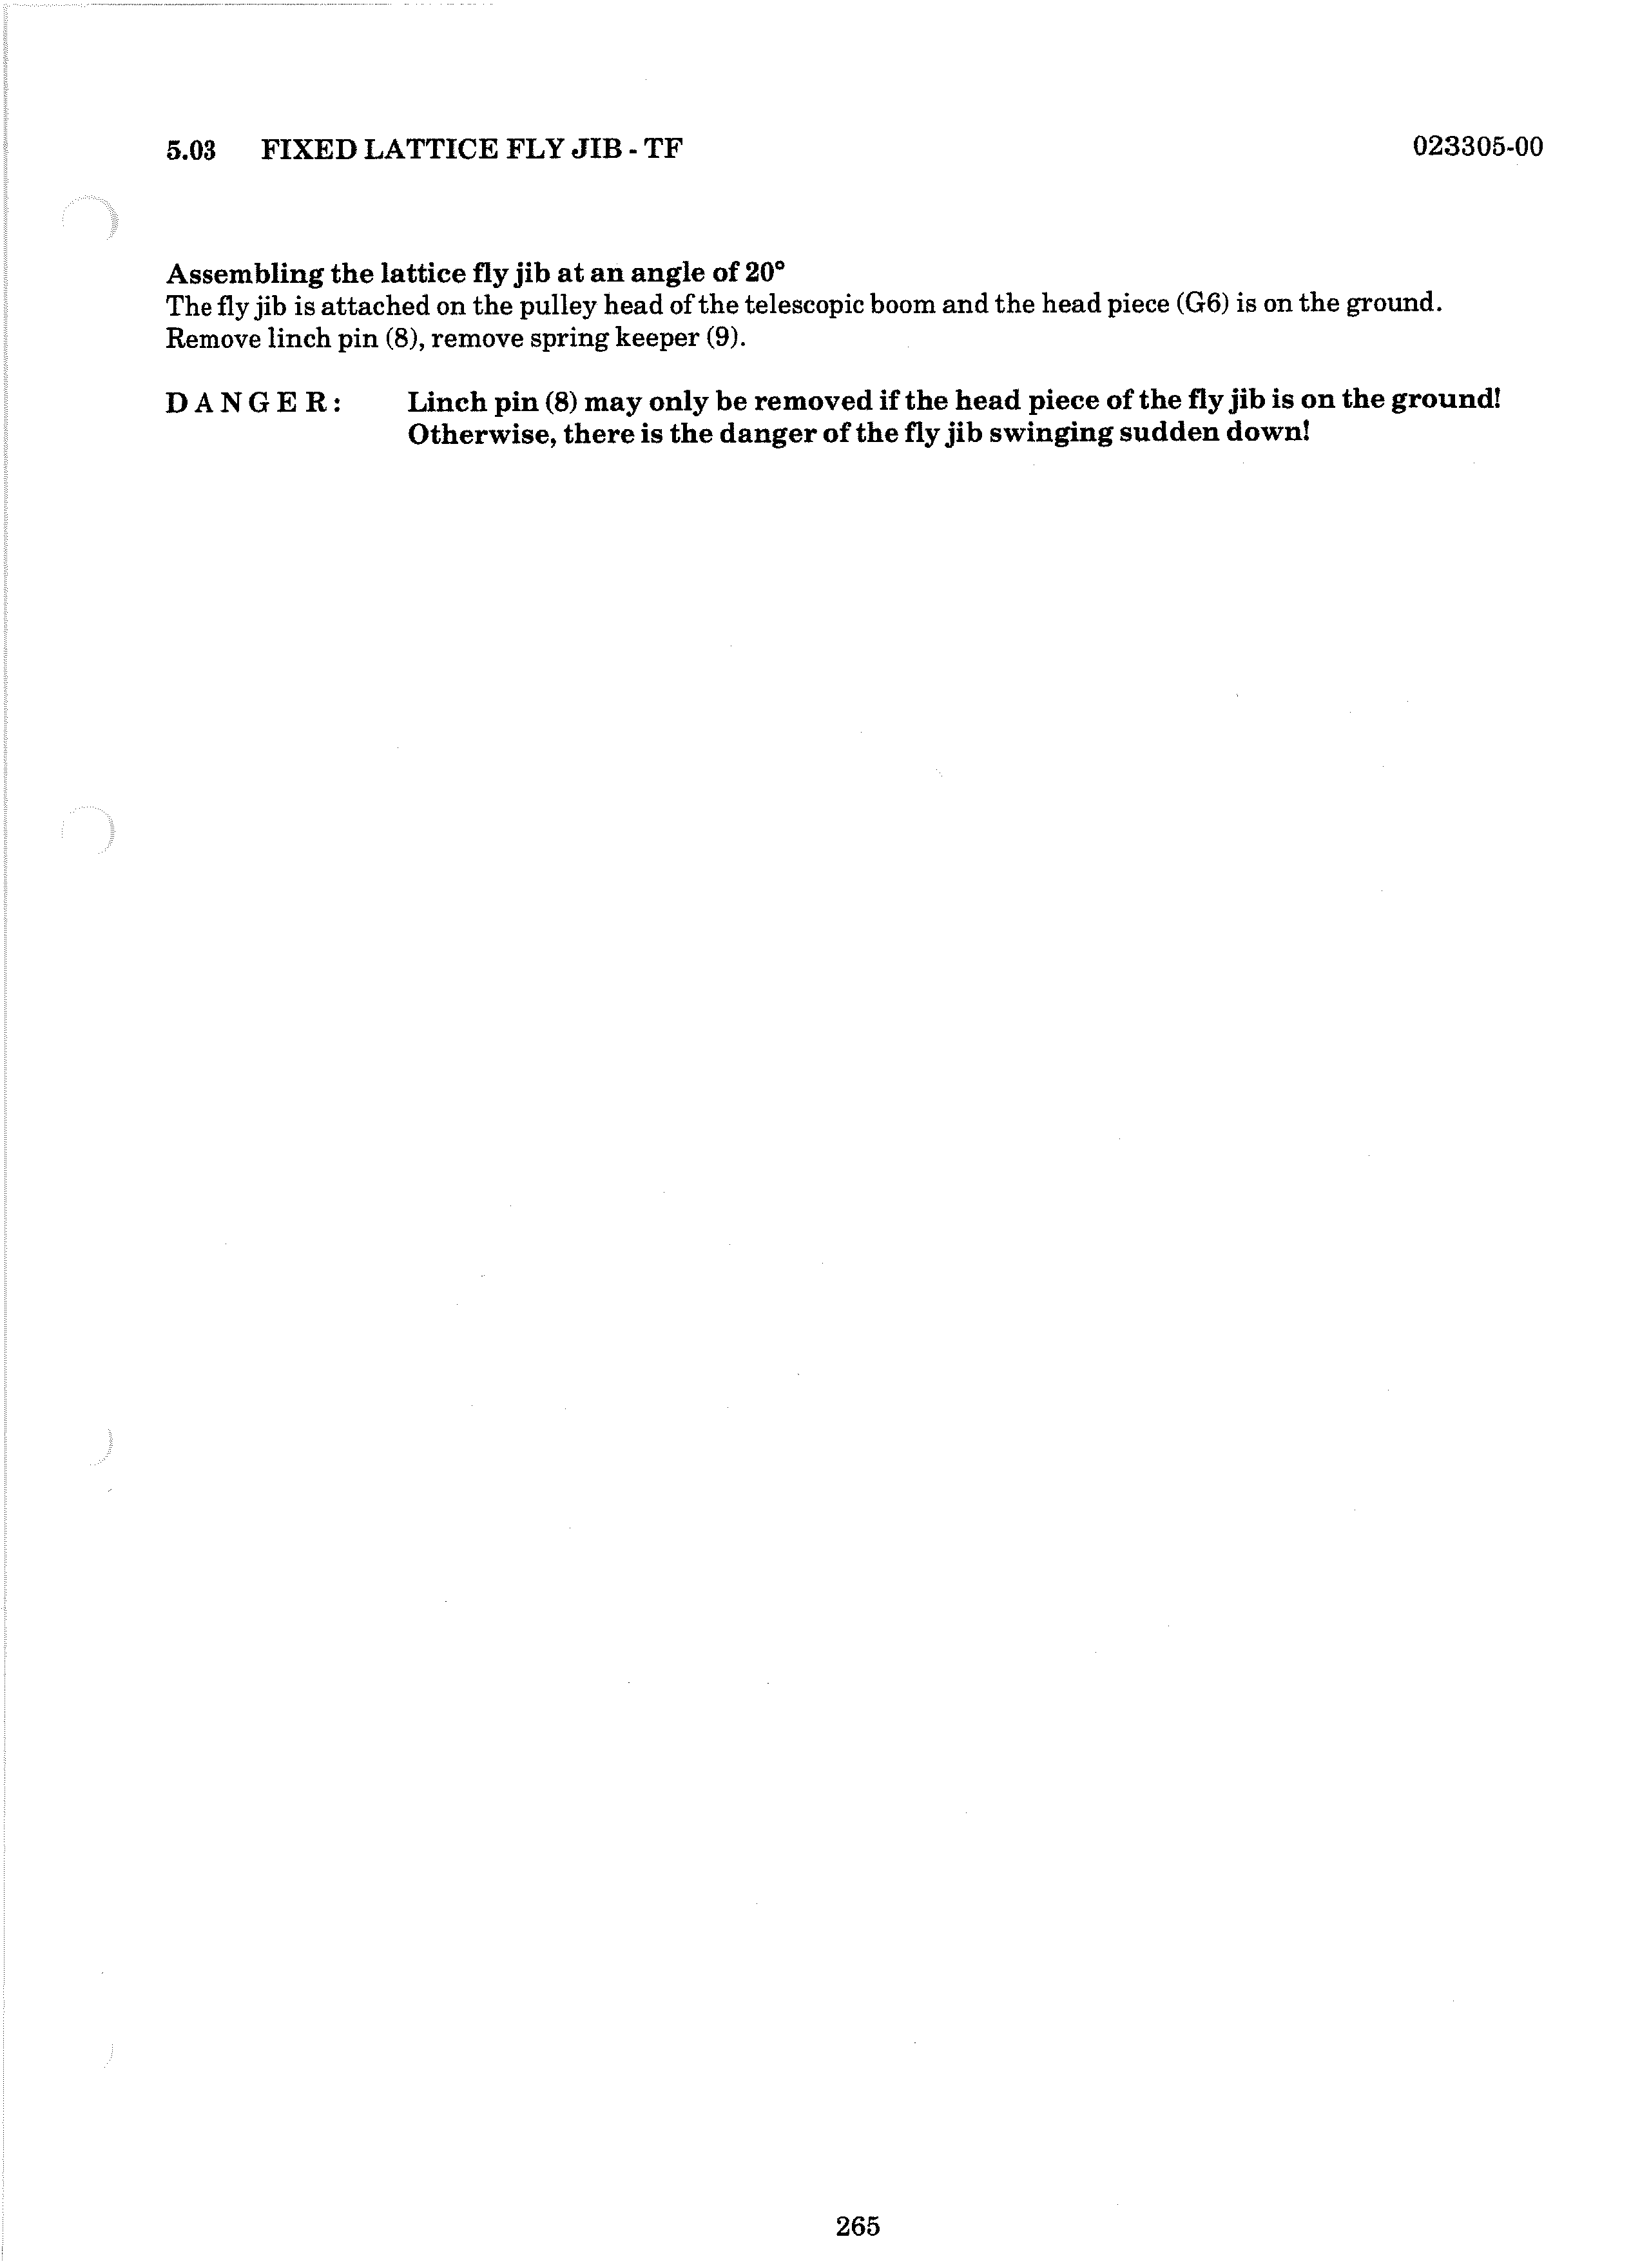 5.03 FIXED LATTICE FLY JIB - TF 023305-00
Assembling the lattice fly jib at an angle of 20°
The fly jib is attached on the pulley head of the telescopic boom and the head piece (G6) is on the ground.
Remove linch pin (8), remove spring keeper (9).
D A N G E R : Linch pin (8) may only be removed if the head piece of the fly jib is on the ground!
Otherwise, there is the danger of the fly jib swinging sudden down!
265